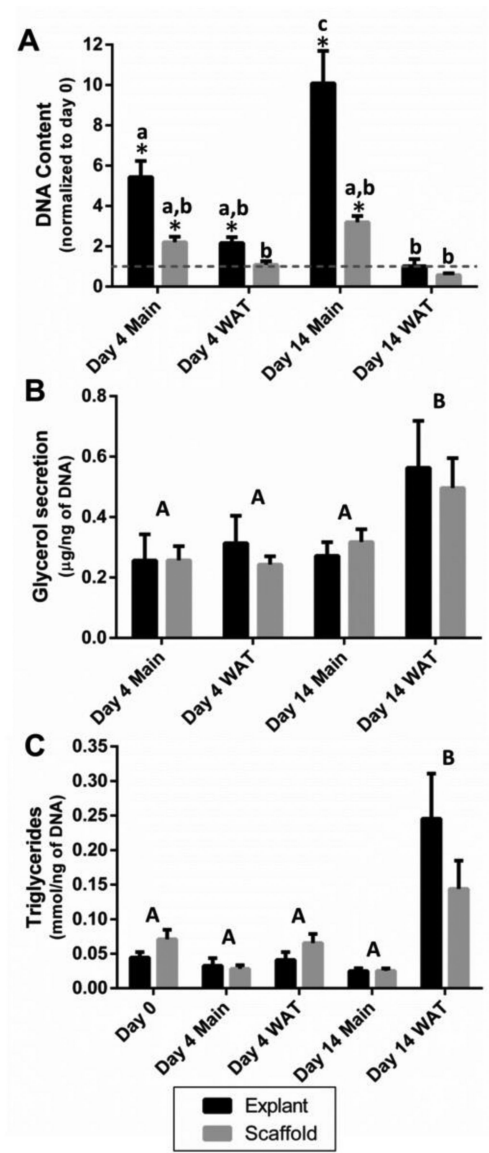 A
DNA Content
(normalized to day 0)
12
10
8
6
4
2
0
a
*
a,b
*
a,b
*
b
c
*
a,b
*
b
b
Day 4 Main
Day 4 WAT
Day 14 Main
Day 14 WAT
B
Glycerol secretion
(μg/ng of DNA)
0.8
0.6
0.4
0.2
0.0
A
A
A
B
Day 4 Main
Day 4 WAT
Day 14 Main
Day 14 WAT
C
Triglycerides
(mmol/ng of DNA)
0.35
0.30
0.25
0.20
0.15
0.10
0.05
0.00
A
A
A
A
B
Day 0
Day 4 Main
Day 4 WAT
Day 14 Main
Day 14 WAT
Explant
Scaffold